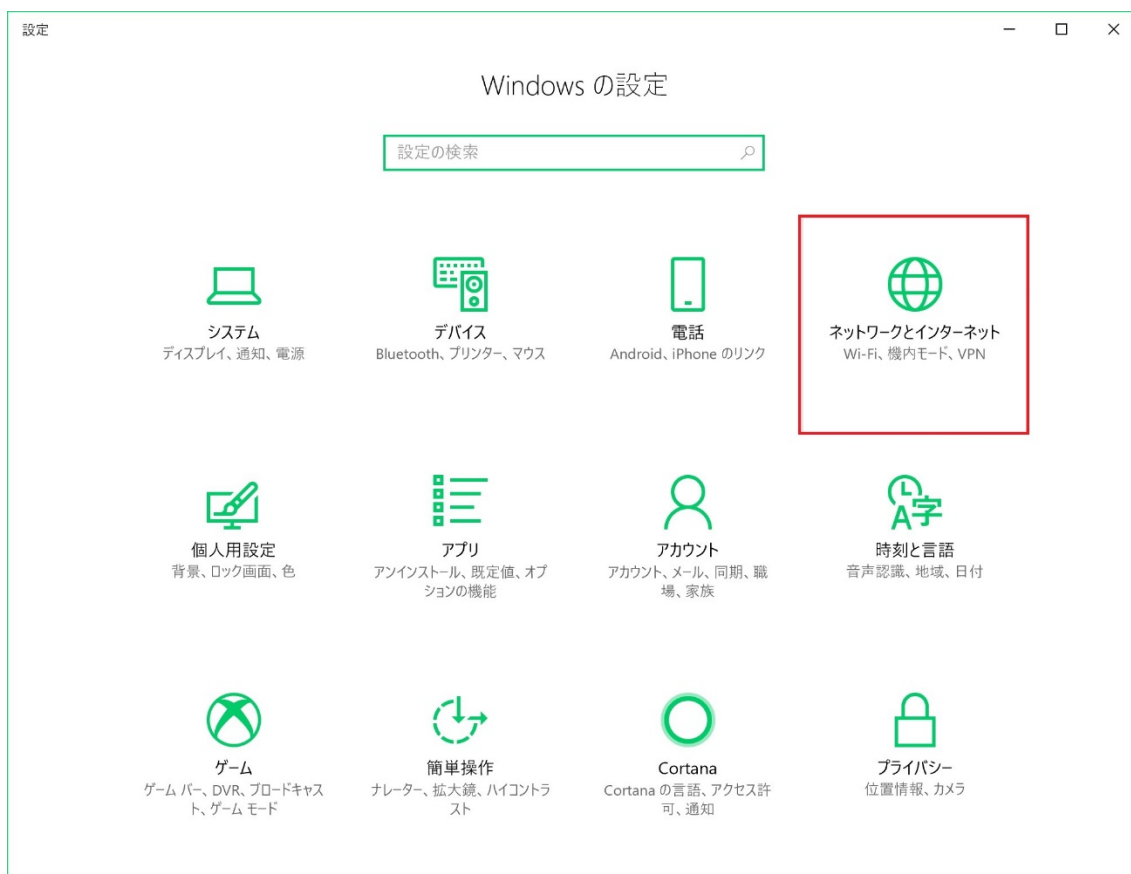 設定
Windows の設定
設定の検索
システム
ディスプレイ、通知、電源
デバイス
Bluetooth、プリンター、マウス
電話
Android、iPhone のリンク
ネットワークとインターネット
Wi-Fi、機内モード、VPN
個人用設定
背景、ロック画面、色
アプリ
アンインストール、既定値、オプ
ションの機能
アカウント
アカウント、メール、同期、職
場、家族
A字
時刻と言語
音声認識、地域、日付
ゲーム
ゲーム バー、DVR、ブロードキャス
ト、ゲーム モード
簡単操作
ナレーター、拡大鏡、ハイコントラ
スト
Cortana
Cortana の言語、アクセス許
可、通知
プライバシー
位置情報、カメラ